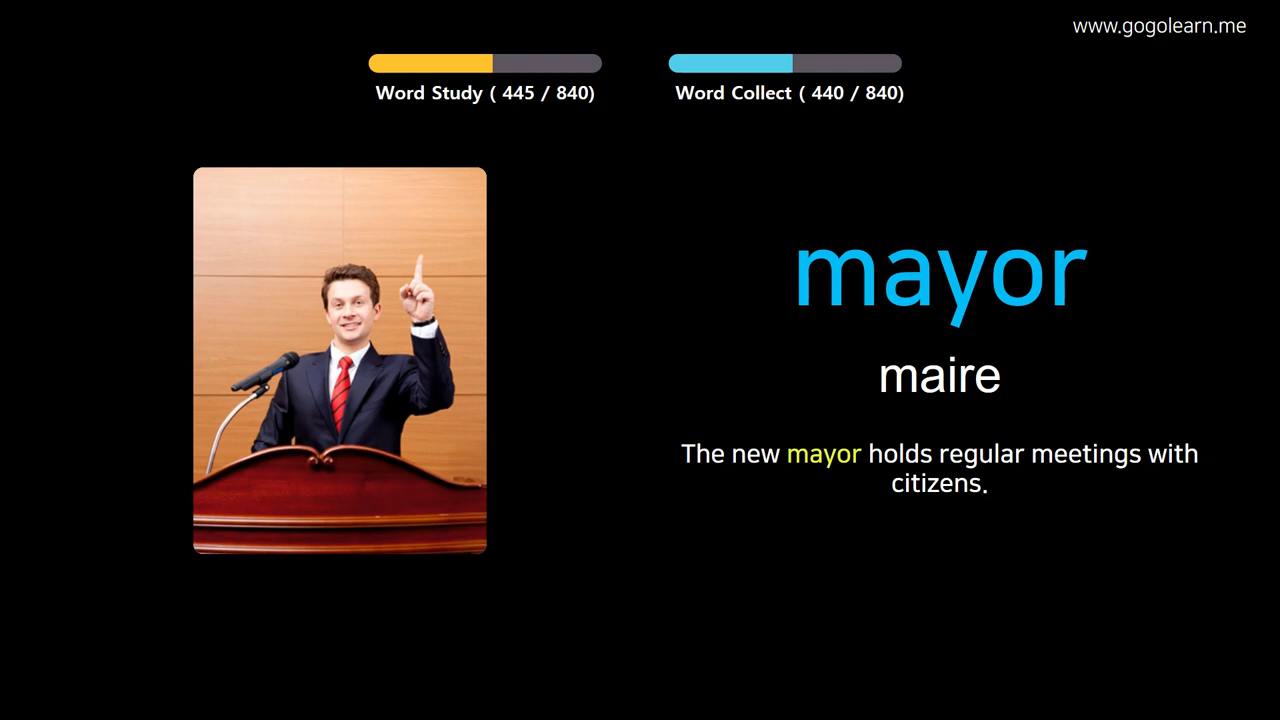 www.gogolearn.me
Word Study ( 445 / 840)
Word Collect ( 440 / 840)
mayor
maire
The new mayor holds regular meetings with
citizens.